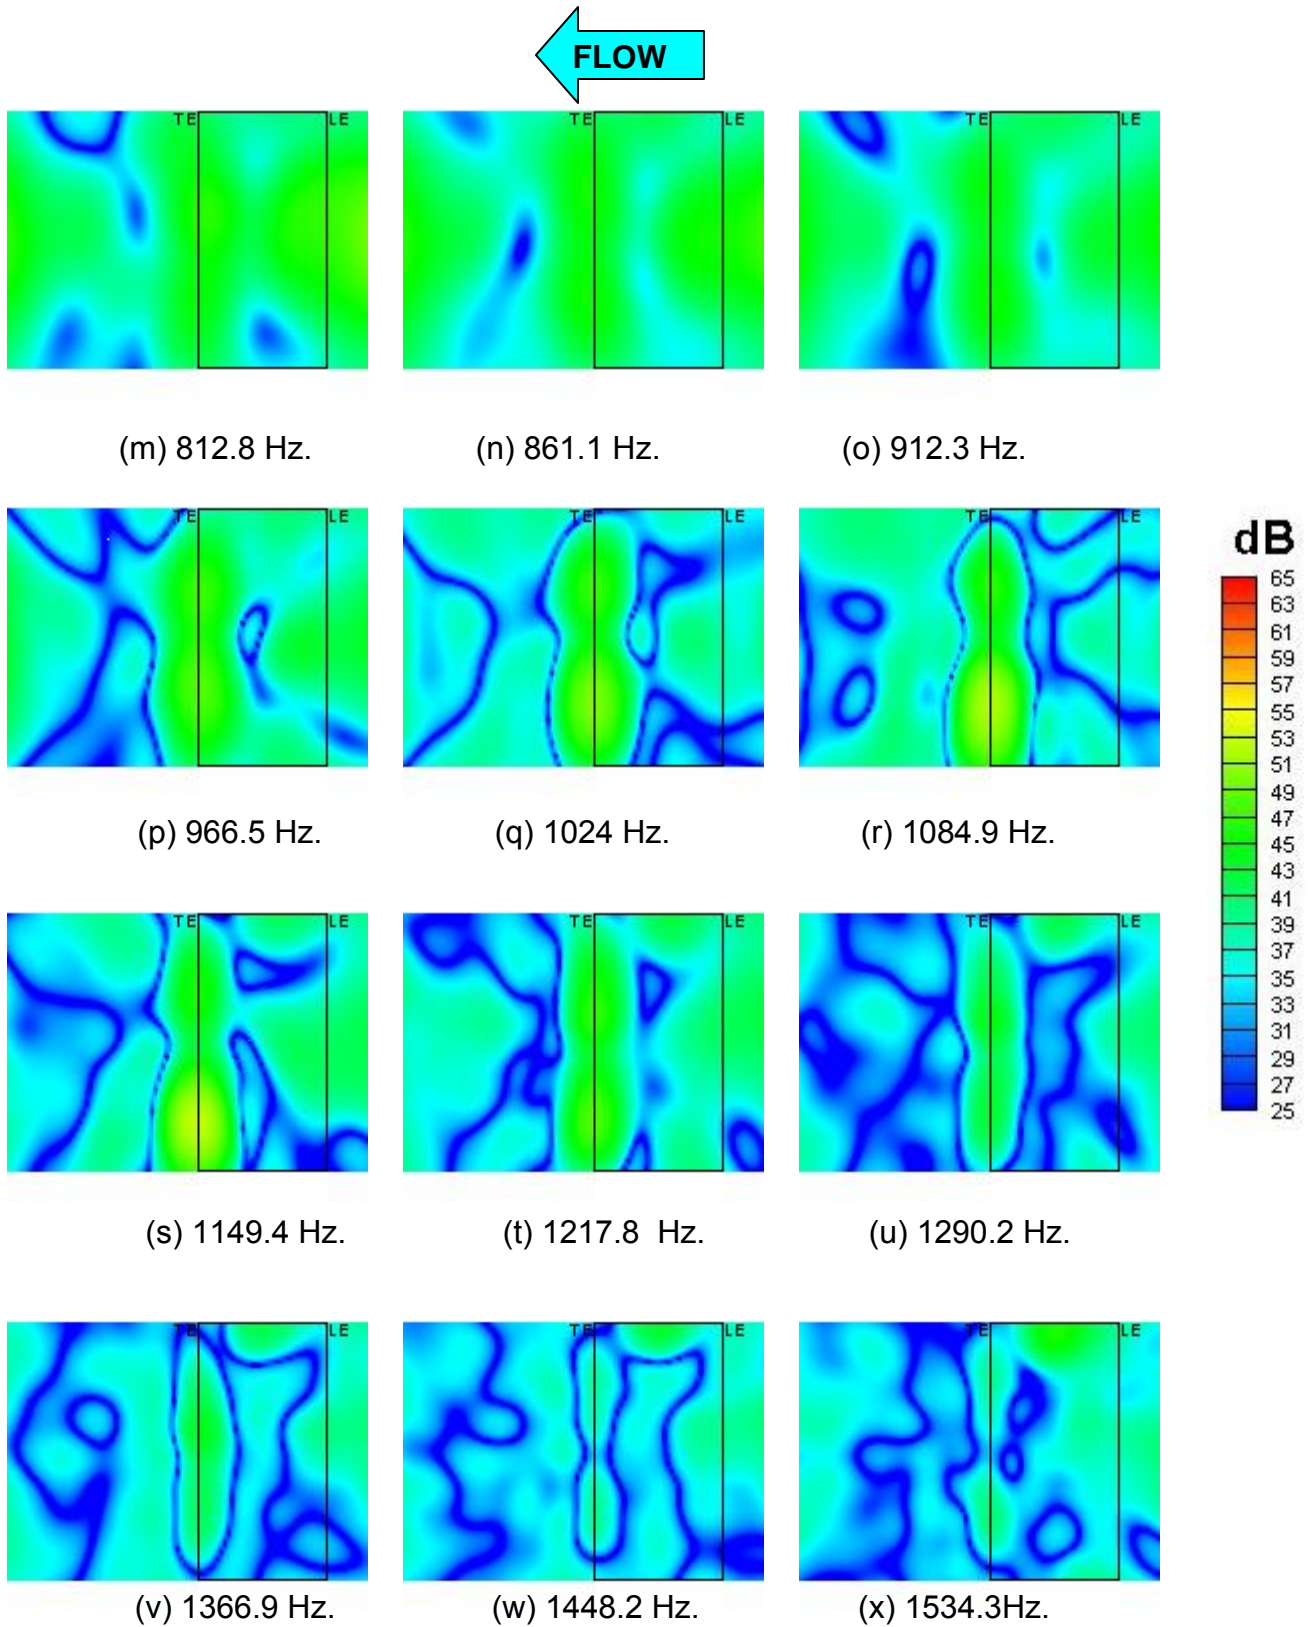 FLOW
TE LE TE LE TE LE
(m) 812.8 Hz. (n) 861.1 Hz. (o) 912.3 Hz.
TE LE TE LE TE LE
dB
65
63
61
59
57
55
53
51
49
47
45
43
41
39
37
35
33
31
29
27
25
(p) 966.5 Hz. (q) 1024 Hz. (r) 1084.9 Hz.
TE LE TE LE TE LE
(s) 1149.4 Hz. (t) 1217.8 Hz. (u) 1290.2 Hz.
TE LE TE LE TE LE
(v) 1366.9 Hz. (w) 1448.2 Hz. (x) 1534.3Hz.